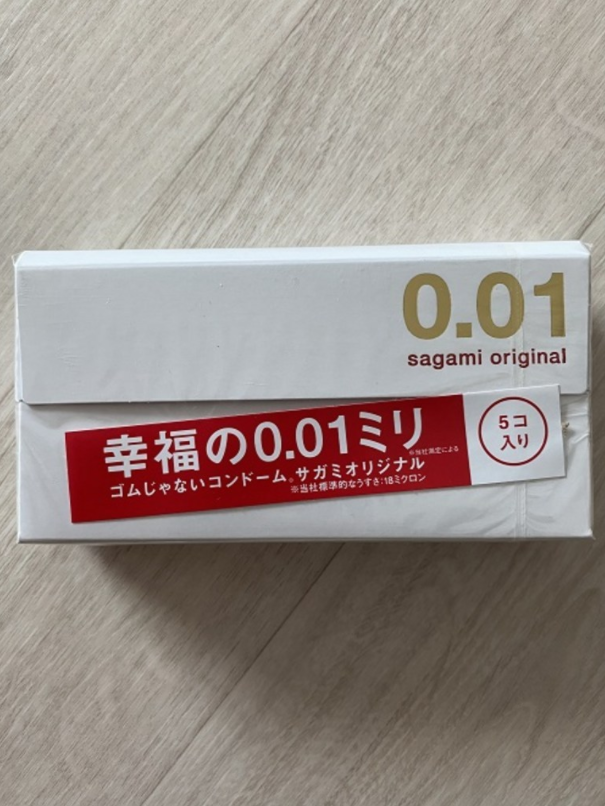 0.01
sagami original
幸福の0.01ミリ
※当社測定による
ゴムじゃないコンドーム。サガミオリジナル
※当社標準的なうすさ:18ミクロン
5コ
入り